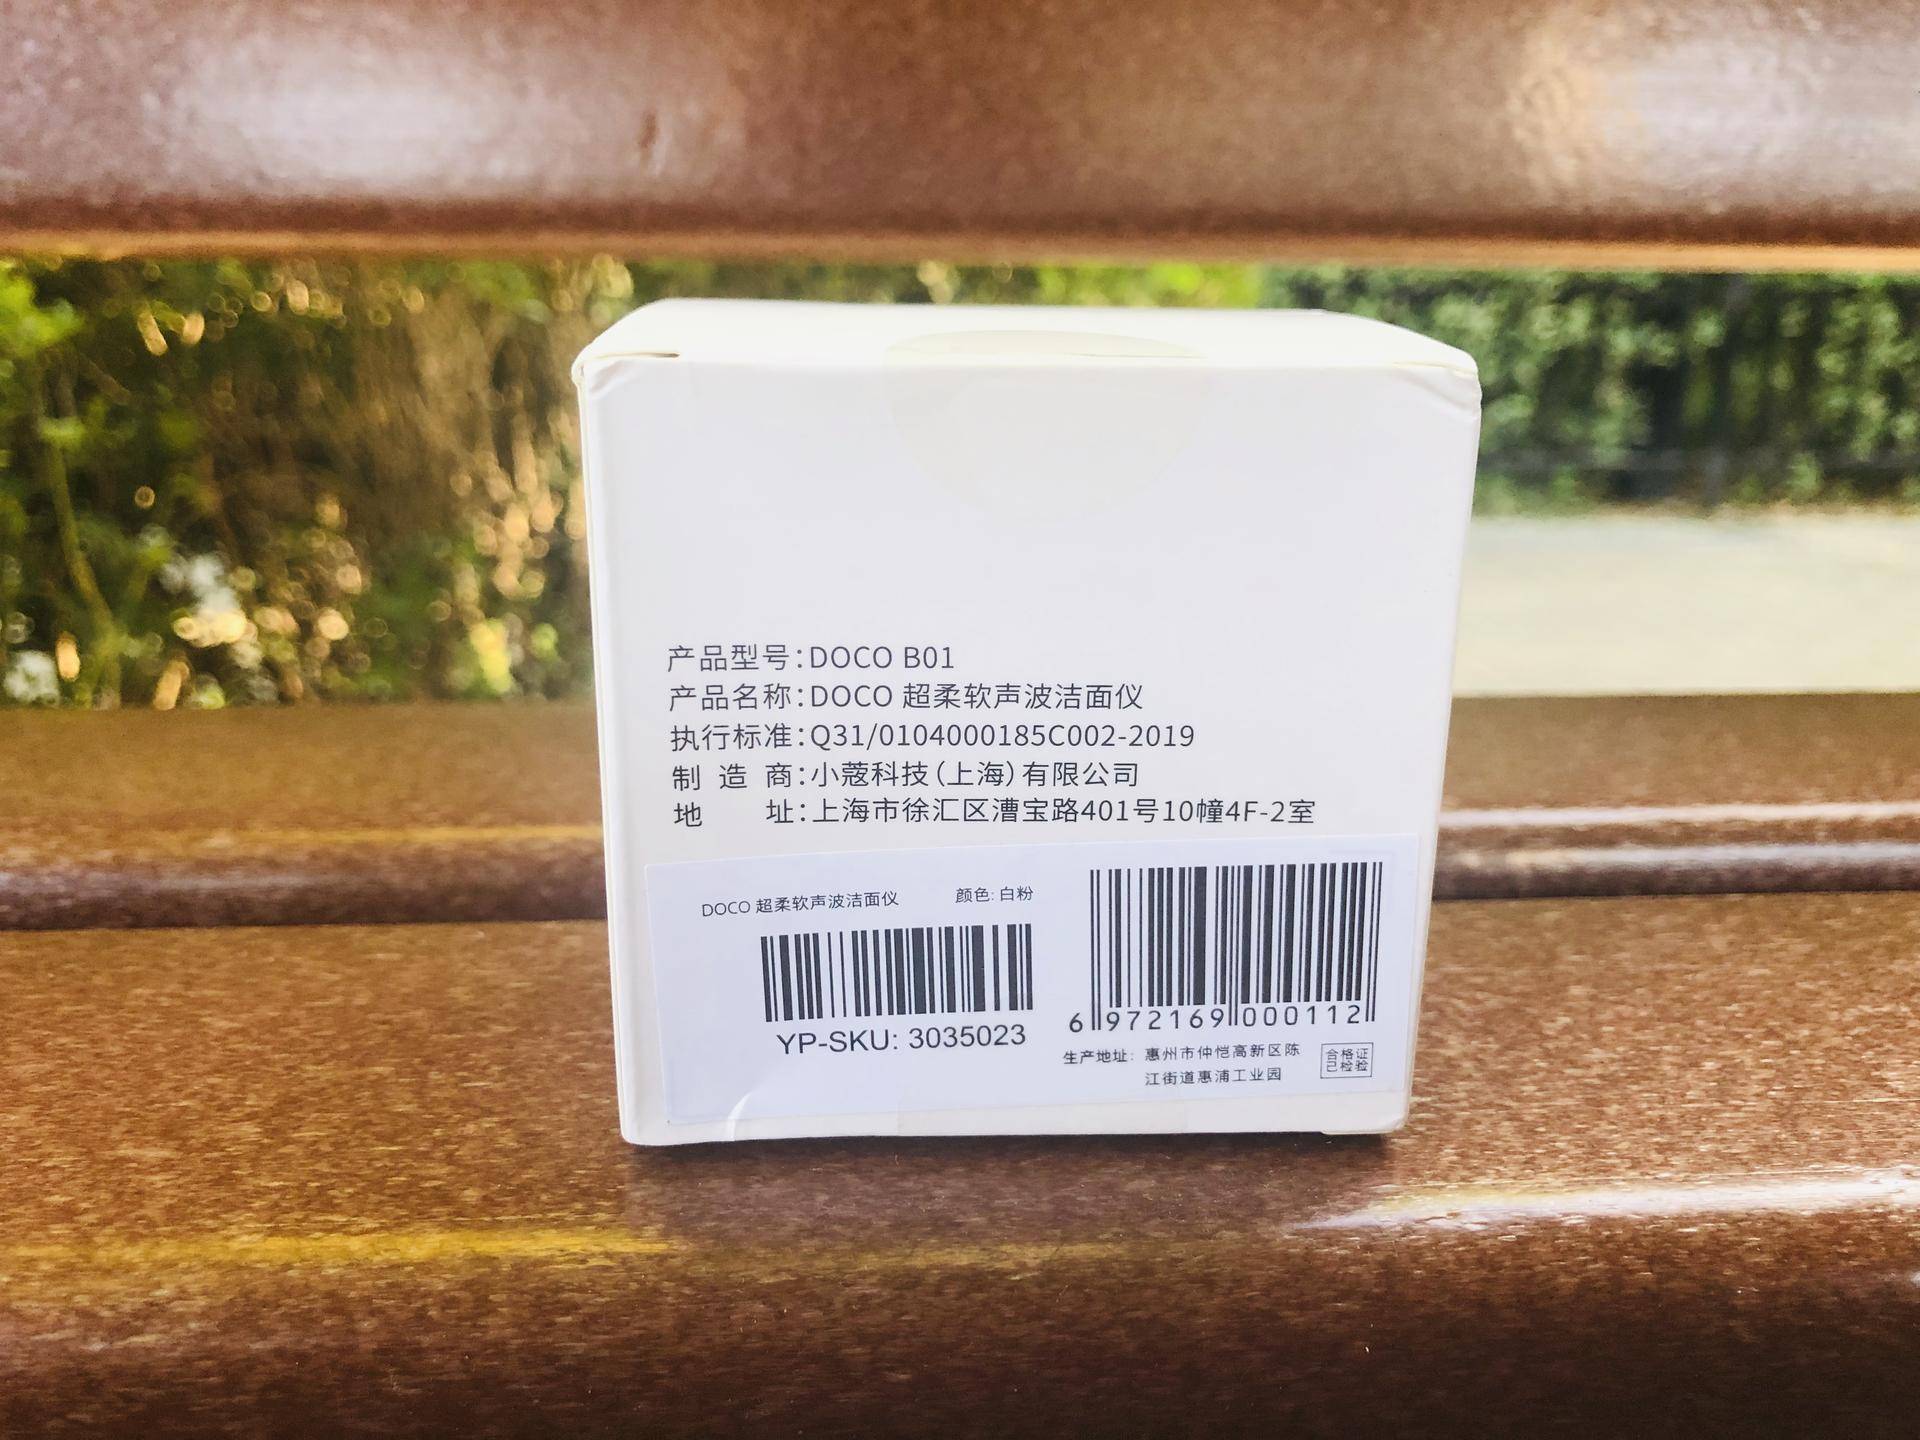 产品型号:DOCO B01
产品名称:DOCO 超柔软声波洁面仪
执行标准:Q31/0104000185C002-2019
制 造 商:小蔻科技(上海)有限公司
地 址:上海市徐汇区漕宝路401号10幢4F-2室
DOCO 超柔软声波洁面仪 颜色: 白粉
YP-SKU: 3035023
6 972169 000112
生产地址: 惠州市仲恺高新区陈
江街道惠浦工业园
合格证
已检验